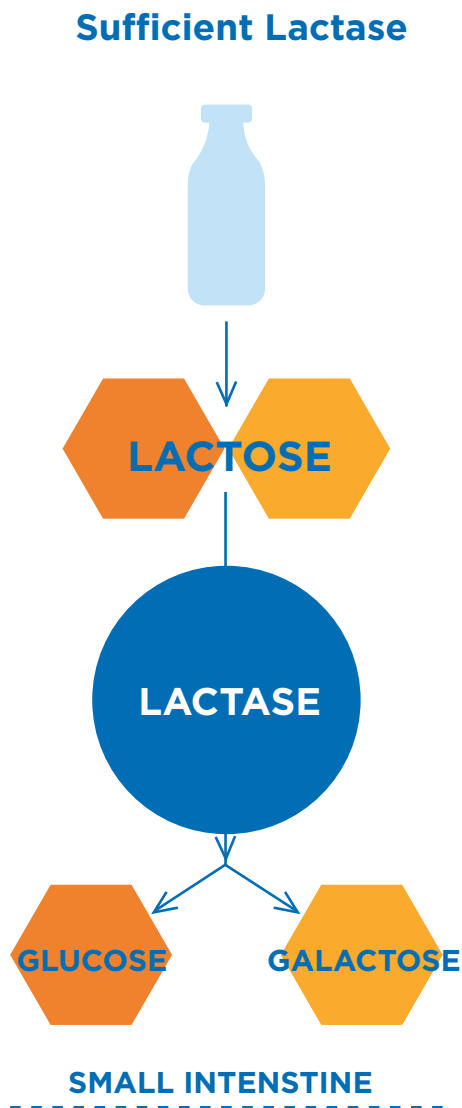 Sufficient Lactase
LACTOSE
LACTASE
GLUCOSE
GALACTOSE
SMALL INTENSTINE